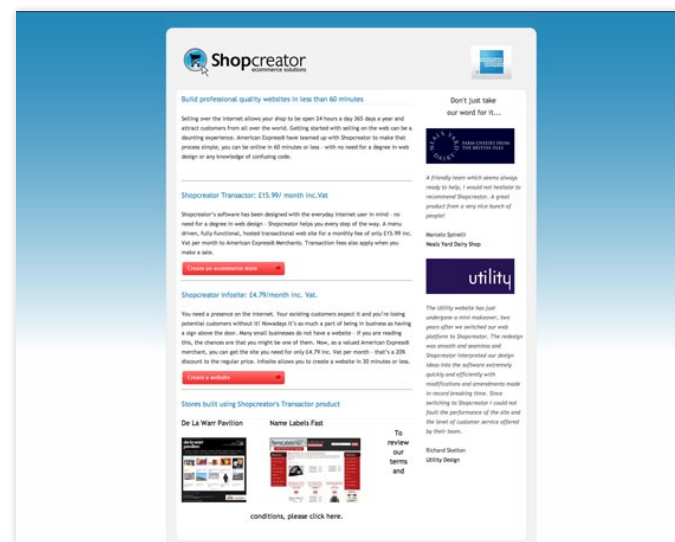 Shopcreator
ecommerce solutions
Build professional quality websites in less than 60 minutes
Selling over the internet allows your shop to be open 24 hours a day 365 days a year and
attract customers from all over the world. Getting started with selling on the web can be a
daunting experience. American Express® have teamed up with Shopcreator to make that
process simple, you can be online in 60 minutes or less - with no need for a degree in web
design or any knowledge of confusing code.
Shopcreator Transactor: £15.99/ month inc.Vat
Shopcreator's software has been designed with the everyday internet user in mind - no
need for a degree in web design - Shopcreator helps you every step of the way. A menu
driven, fully functional, hosted transactional web site for a monthly fee of only £15.99 inc.
Vat per month to American Express® Merchants. Transaction fees also apply when you
make a sale.
Create an ecommerce store
Shopcreator Infosite: £4.79/month inc. Vat.
You need a presence on the internet. Your existing customers expect it and you're losing
potential customers without it! Nowadays it's as much a part of being in business as having
a sign above the door. Many small businesses do not have a website - if you are reading
this, the chances are that you might be one of them. Now, as a valued American Express®
merchant, you can get the site you need for only £4.79 inc. Vat per month - that's a 20%
discount to the regular price. Infosite allows you to create a website in 30 minutes or less.
Create a website
Stores built using Shopcreator's Transactor product
De La Warr Pavilion
Name Labels Fast
de la warr
pavilion
To
review
our
terms
and
conditions, please click here.
Don't just take
our word for it...
NEAL'S YARD
DAIRY
FARM CHEESES FROM
THE BRITISH ISLES
A friendly team which seems always
ready to help, I would not hesitate to
recommend Shopcreator. A great
product from a very nice bunch of
people!
Marcelo Spinelli
Neals Yard Dairy Shop
utility
The Utility website has just
undergone a mini makeover, two
years after we switched our web
platform to Shopcreator. The redesign
was smooth and seamless and
Shopcreator interpreted our design
ideas into the software extremely
quickly and efficiently with
modifications and amendments made
in record breaking time. Since
switching to Shopcreator I could not
fault the performance of the site and
the level of customer service offered
by their team.
Richard Skelton
Utility Design